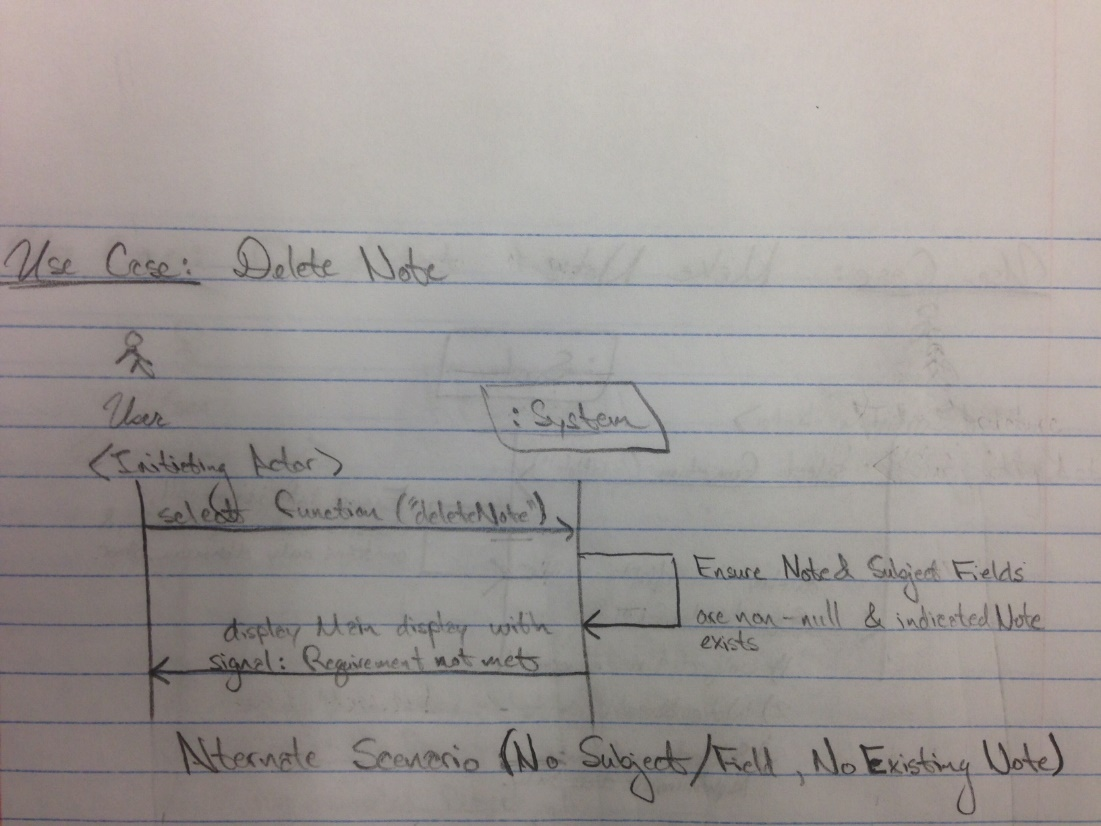 Use Case: Delete Note
User
: System
<Initiating Actor>
select Function ("deleteNote")
Ensure Note & Subject Fields
are non-null & indicated Note
exists
display Main display with
signal: Requirement not met
Alternate Scenario (No Subject/Field, No Existing Note)